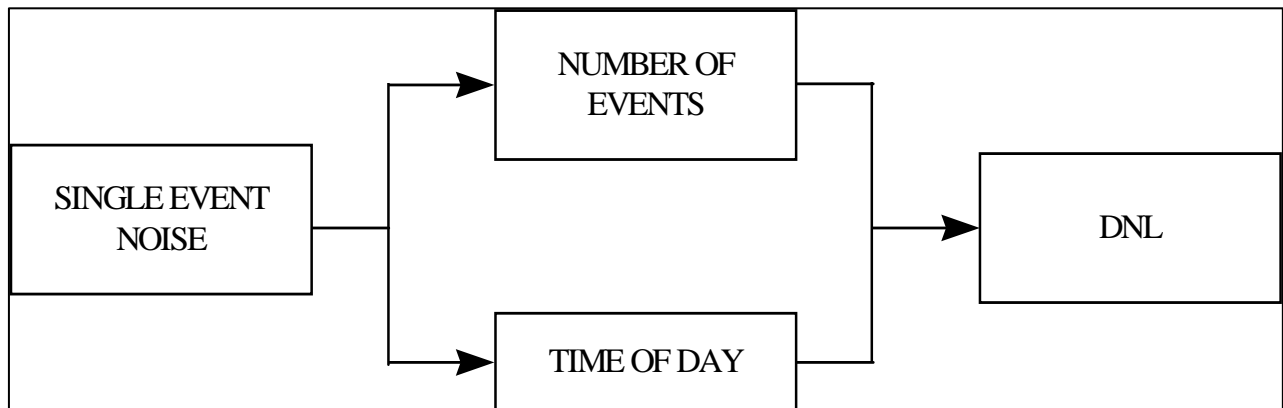 NUMBER OF
EVENTS
SINGLE EVENT
NOISE
DNL
TIME OF DAY